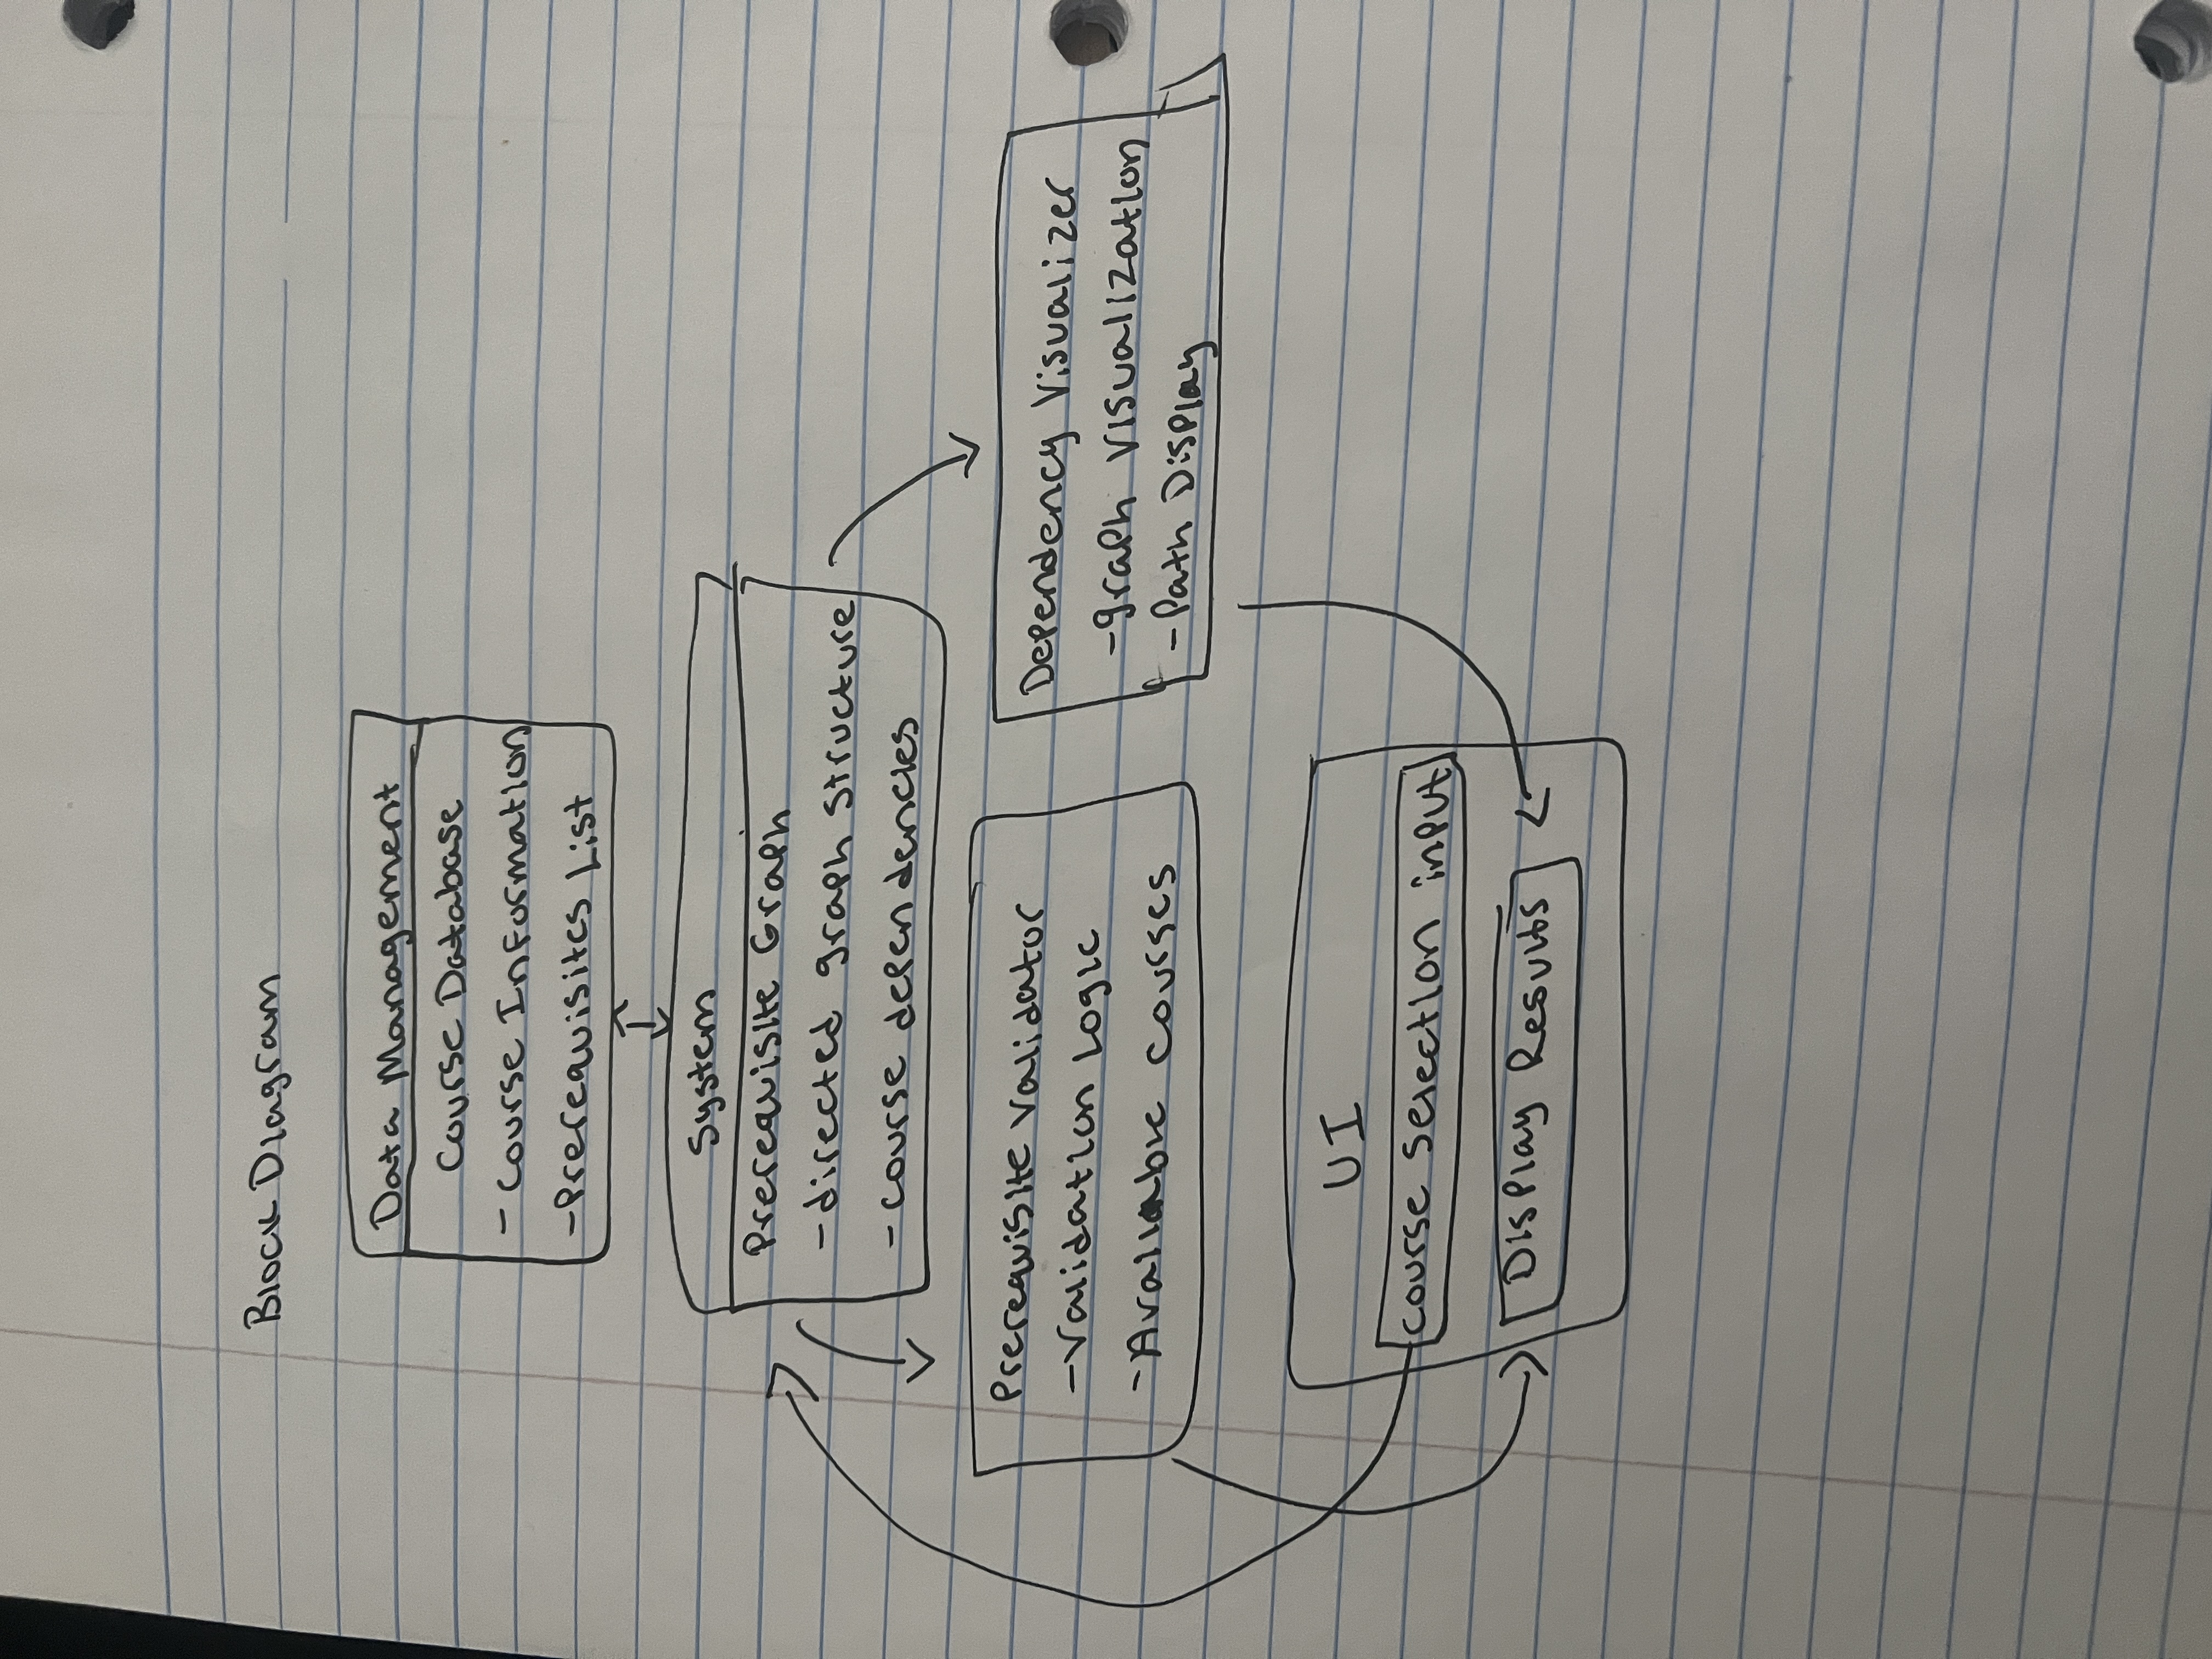 Block Diagram
Data Management
Course Database
- Course Information
- Prerequisites List
System
Prerequisite Graph
- directed graph structure
- course dependencies
Prerequisite Validator
- Validation Logic
- Available courses
Dependency Visualizer
- graph visualization
- Path Display
UI
course selection input
Display Results